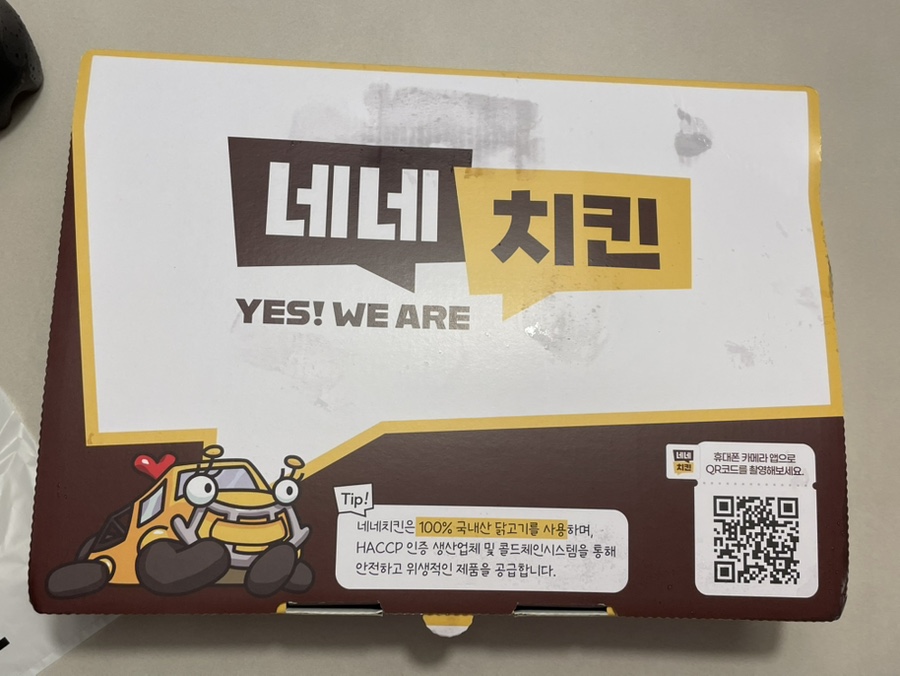 네네 치킨
YES! WE ARE
네네
치킨
휴대폰 카메라 앱으로
QR코드를 촬영해보세요.
Tip!
네네치킨은 100% 국내산 닭고기를 사용하며,
HACCP 인증 생산업체 및 콜드체인시스템을 통해
안전하고 위생적인 제품을 공급합니다.